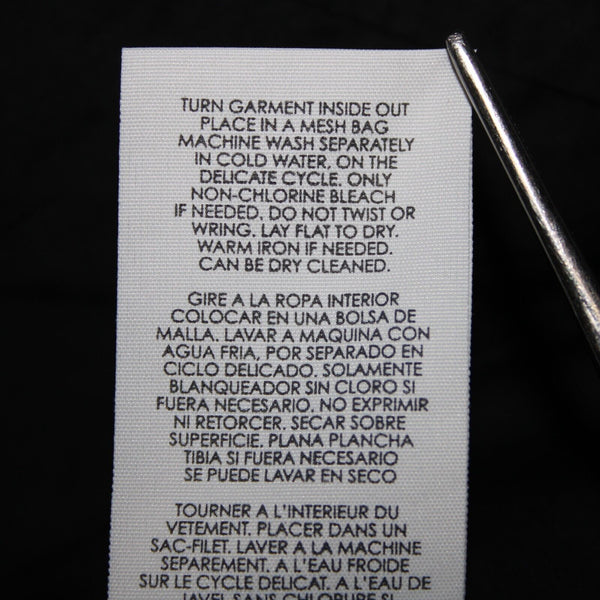 TURN GARMENT INSIDE OUT
PLACE IN A MESH BAG
MACHINE WASH SEPARATELY
IN COLD WATER, ON THE
DELICATE CYCLE. ONLY
NON-CHLORINE BLEACH
IF NEEDED. DO NOT TWIST OR
WRING. LAY FLAT TO DRY.
WARM IRON IF NEEDED.
CAN BE DRY CLEANED.
GIRE A LA ROPA INTERIOR
COLOCAR EN UNA BOLSA DE
MALLA. LAVAR A MAQUINA CON
AGUA FRIA, POR SEPARADO EN
CICLO DELICADO. SOLAMENTE
BLANQUEADOR SIN CLORO SI
FUERA NECESARIO. NO EXPRIMIR
NI RETORCER. SECAR SOBRE
SUPERFICIE. PLANA PLANCHA
TIBIA SI FUERA NECESARIO
SE PUEDE LAVAR EN SECO
TOURNER A L'INTERIEUR DU
VETEMENT. PLACER DANS UN
SAC-FILET. LAVER A LA MACHINE
SEPAREMENT. A L'EAU FROIDE
SUR LE CYCLE DELICAT. A L'EAU DE
JAVEL SANS CHLORURE SI